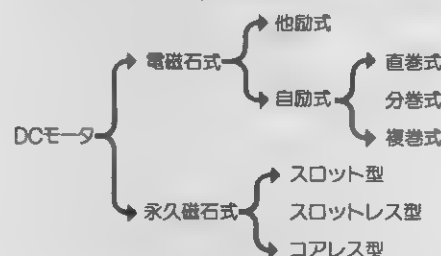 他励式
電磁石式
直巻式
自励式
分巻式
DCモータ
複巻式
スロット型
永久磁石式
スロットレス型
コアレス型